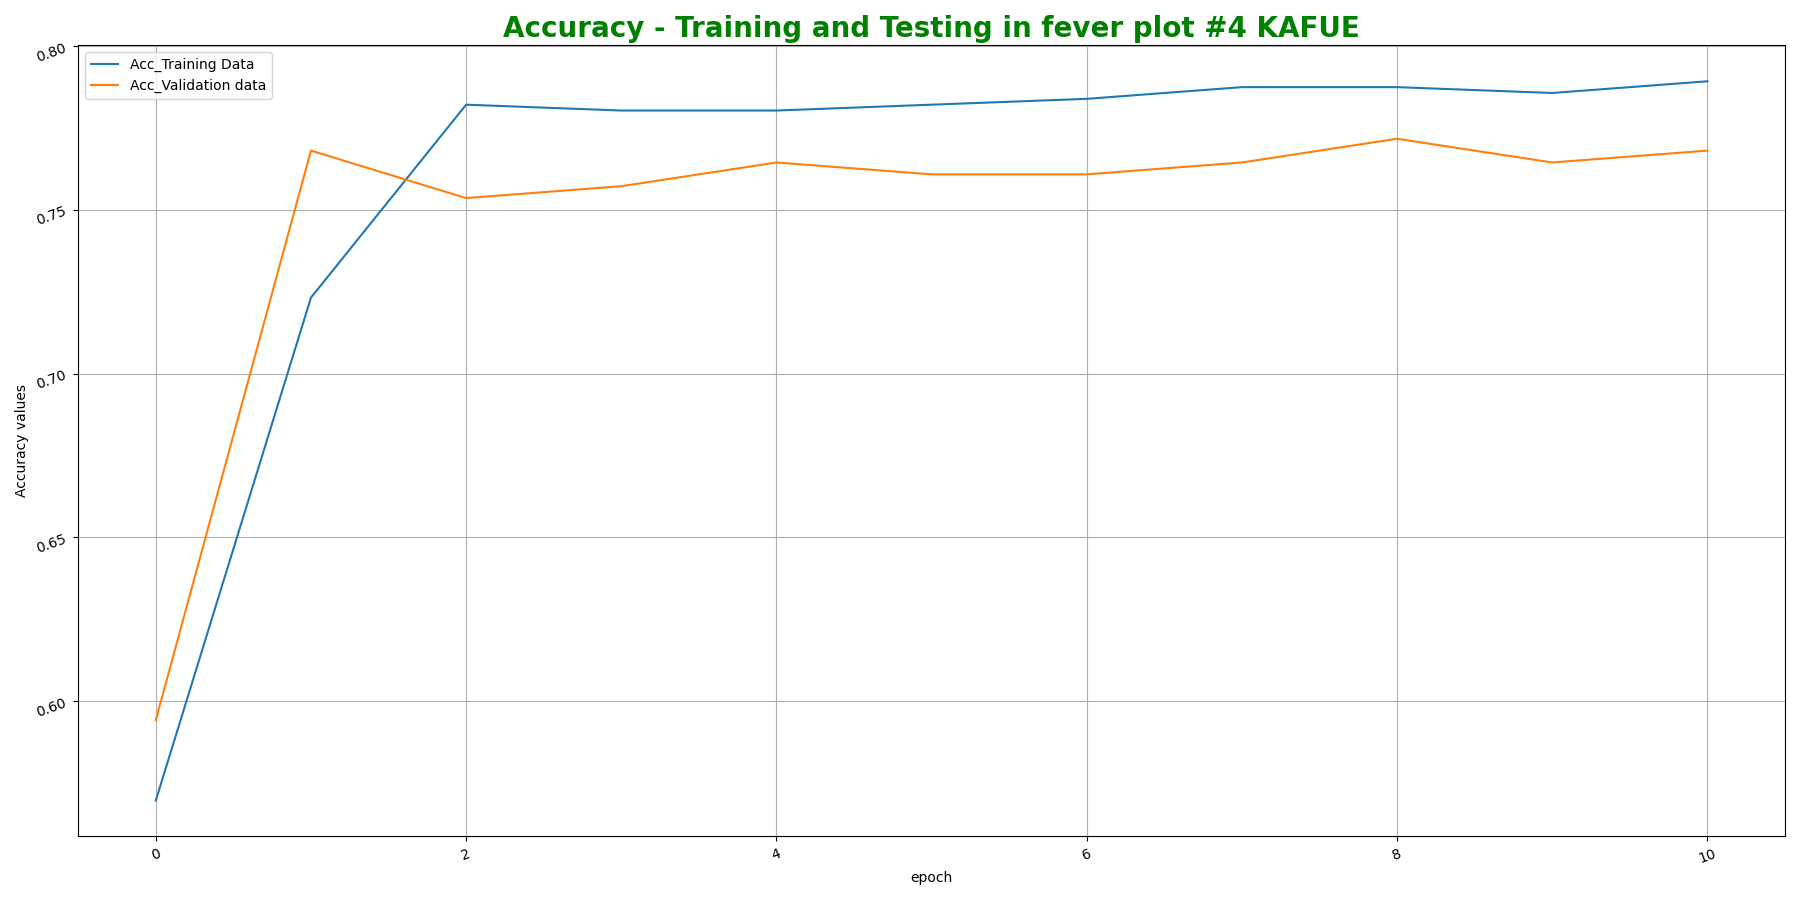 Accuracy - Training and Testing in fever plot #4 KAFUE
Acc_Training Data
Acc_Validation data
0.80
0.75
0.70
0.65
0.60
Accuracy values
0 2 4 6 8 10
epoch